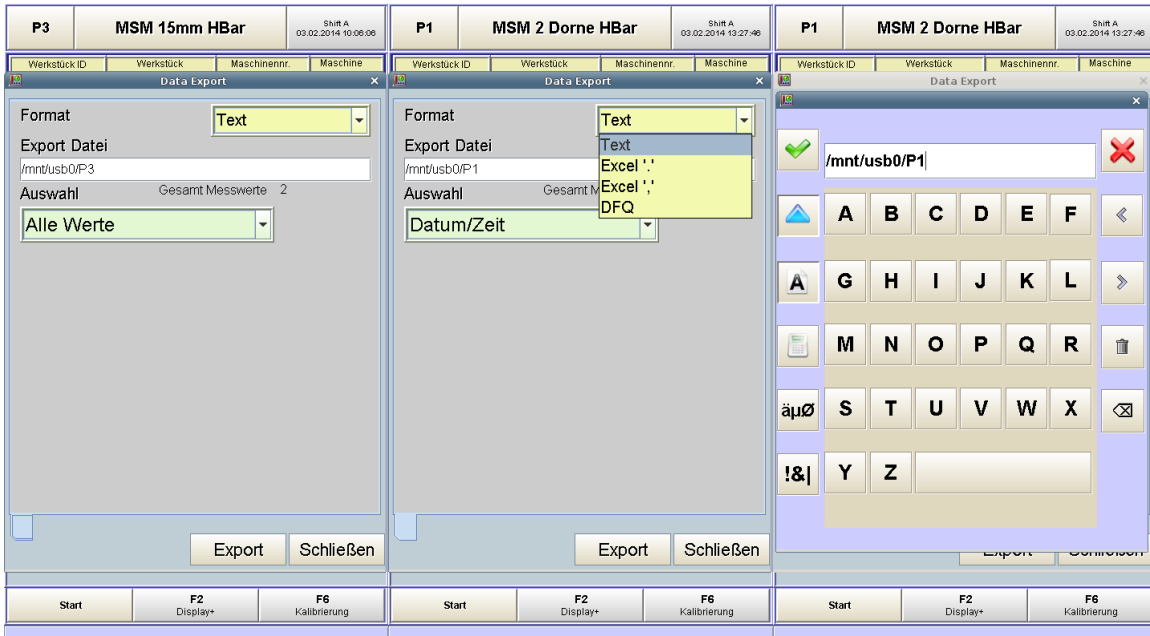 P3 MSM 15mm HBar Shift A
03.02.2014 10:06:06
Werkstück ID Werkstück Maschinennr. Maschine
Data Export
Format Text
Export Datei
/mnt/usb0/P3
Auswahl Gesamt Messwerte 2
Alle Werte
Export Schließen
Start F2 F6
Display+ Kalibrierung
P1 MSM 2 Dorne HBar Shift A
03.02.2014 13:27:46
Werkstück ID Werkstück Maschinennr. Maschine
Data Export
Format Text
Export Datei Text
/mnt/usb0/P1 Excel '.'
Auswahl Gesamt M Excel ','
DFQ
Datum/Zeit
Export Schließen
Start F2 F6
Display+ Kalibrierung
P1 MSM 2 Dorne HBar Shift A
03.02.2014 13:27:46
Werkstück ID Werkstück Maschinennr. Maschine
Data Export
/mnt/usb0/P1
A B C D E F
A G H I J K L
M N O P Q R
äµØ S T U V W X
!&| Y Z
Export Schließen
Start F2 F6
Display+ Kalibrierung